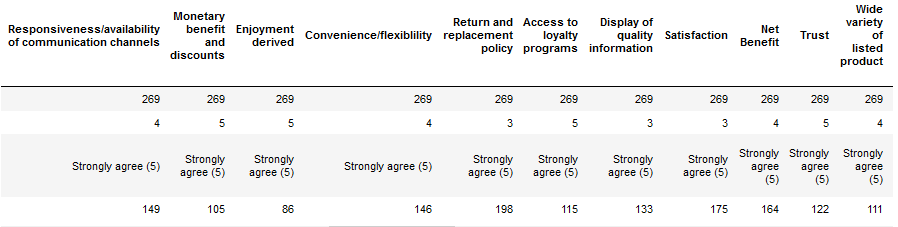 Responsiveness/availability of communication channels
Monetary benefit and discounts
Enjoyment derived
Convenience/flexiblility
Return and replacement policy
Access to loyalty programs
Display of quality information
Satisfaction
Net Benefit
Trust
Wide variety of listed product
269 269 269 269 269 269 269 269 269 269 269
4 5 5 4 3 5 3 3 4 5 4
Strongly agree (5) Strongly agree (5) Strongly agree (5) Strongly agree (5) Strongly agree (5) Strongly agree (5) Strongly agree (5) Strongly agree (5) Strongly agree (5) Strongly agree (5) Strongly agree (5)
149 105 86 146 198 115 133 175 164 122 111